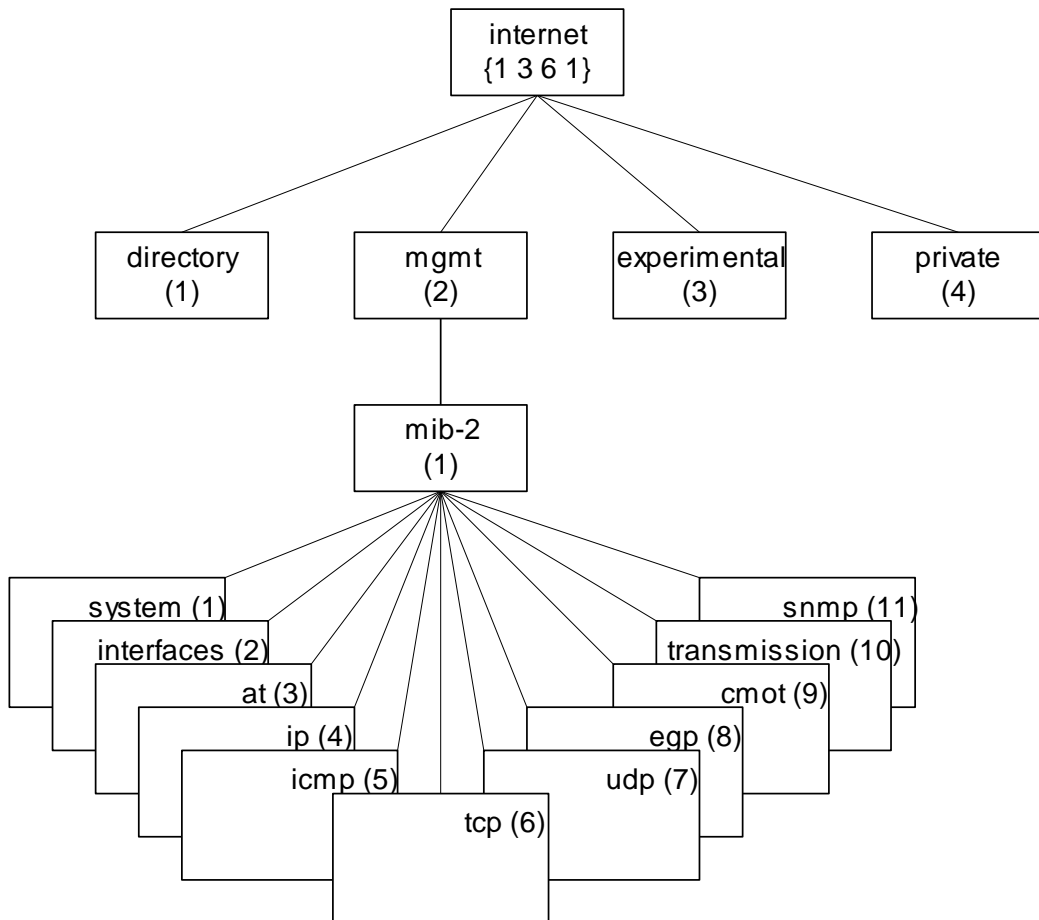 internet
{1 3 6 1}
directory
(1)
mgmt
(2)
experimental
(3)
private
(4)
mib-2
(1)
system (1)
interfaces (2)
at (3)
ip (4)
icmp (5)
tcp (6)
udp (7)
egp (8)
cmot (9)
transmission (10)
snmp (11)